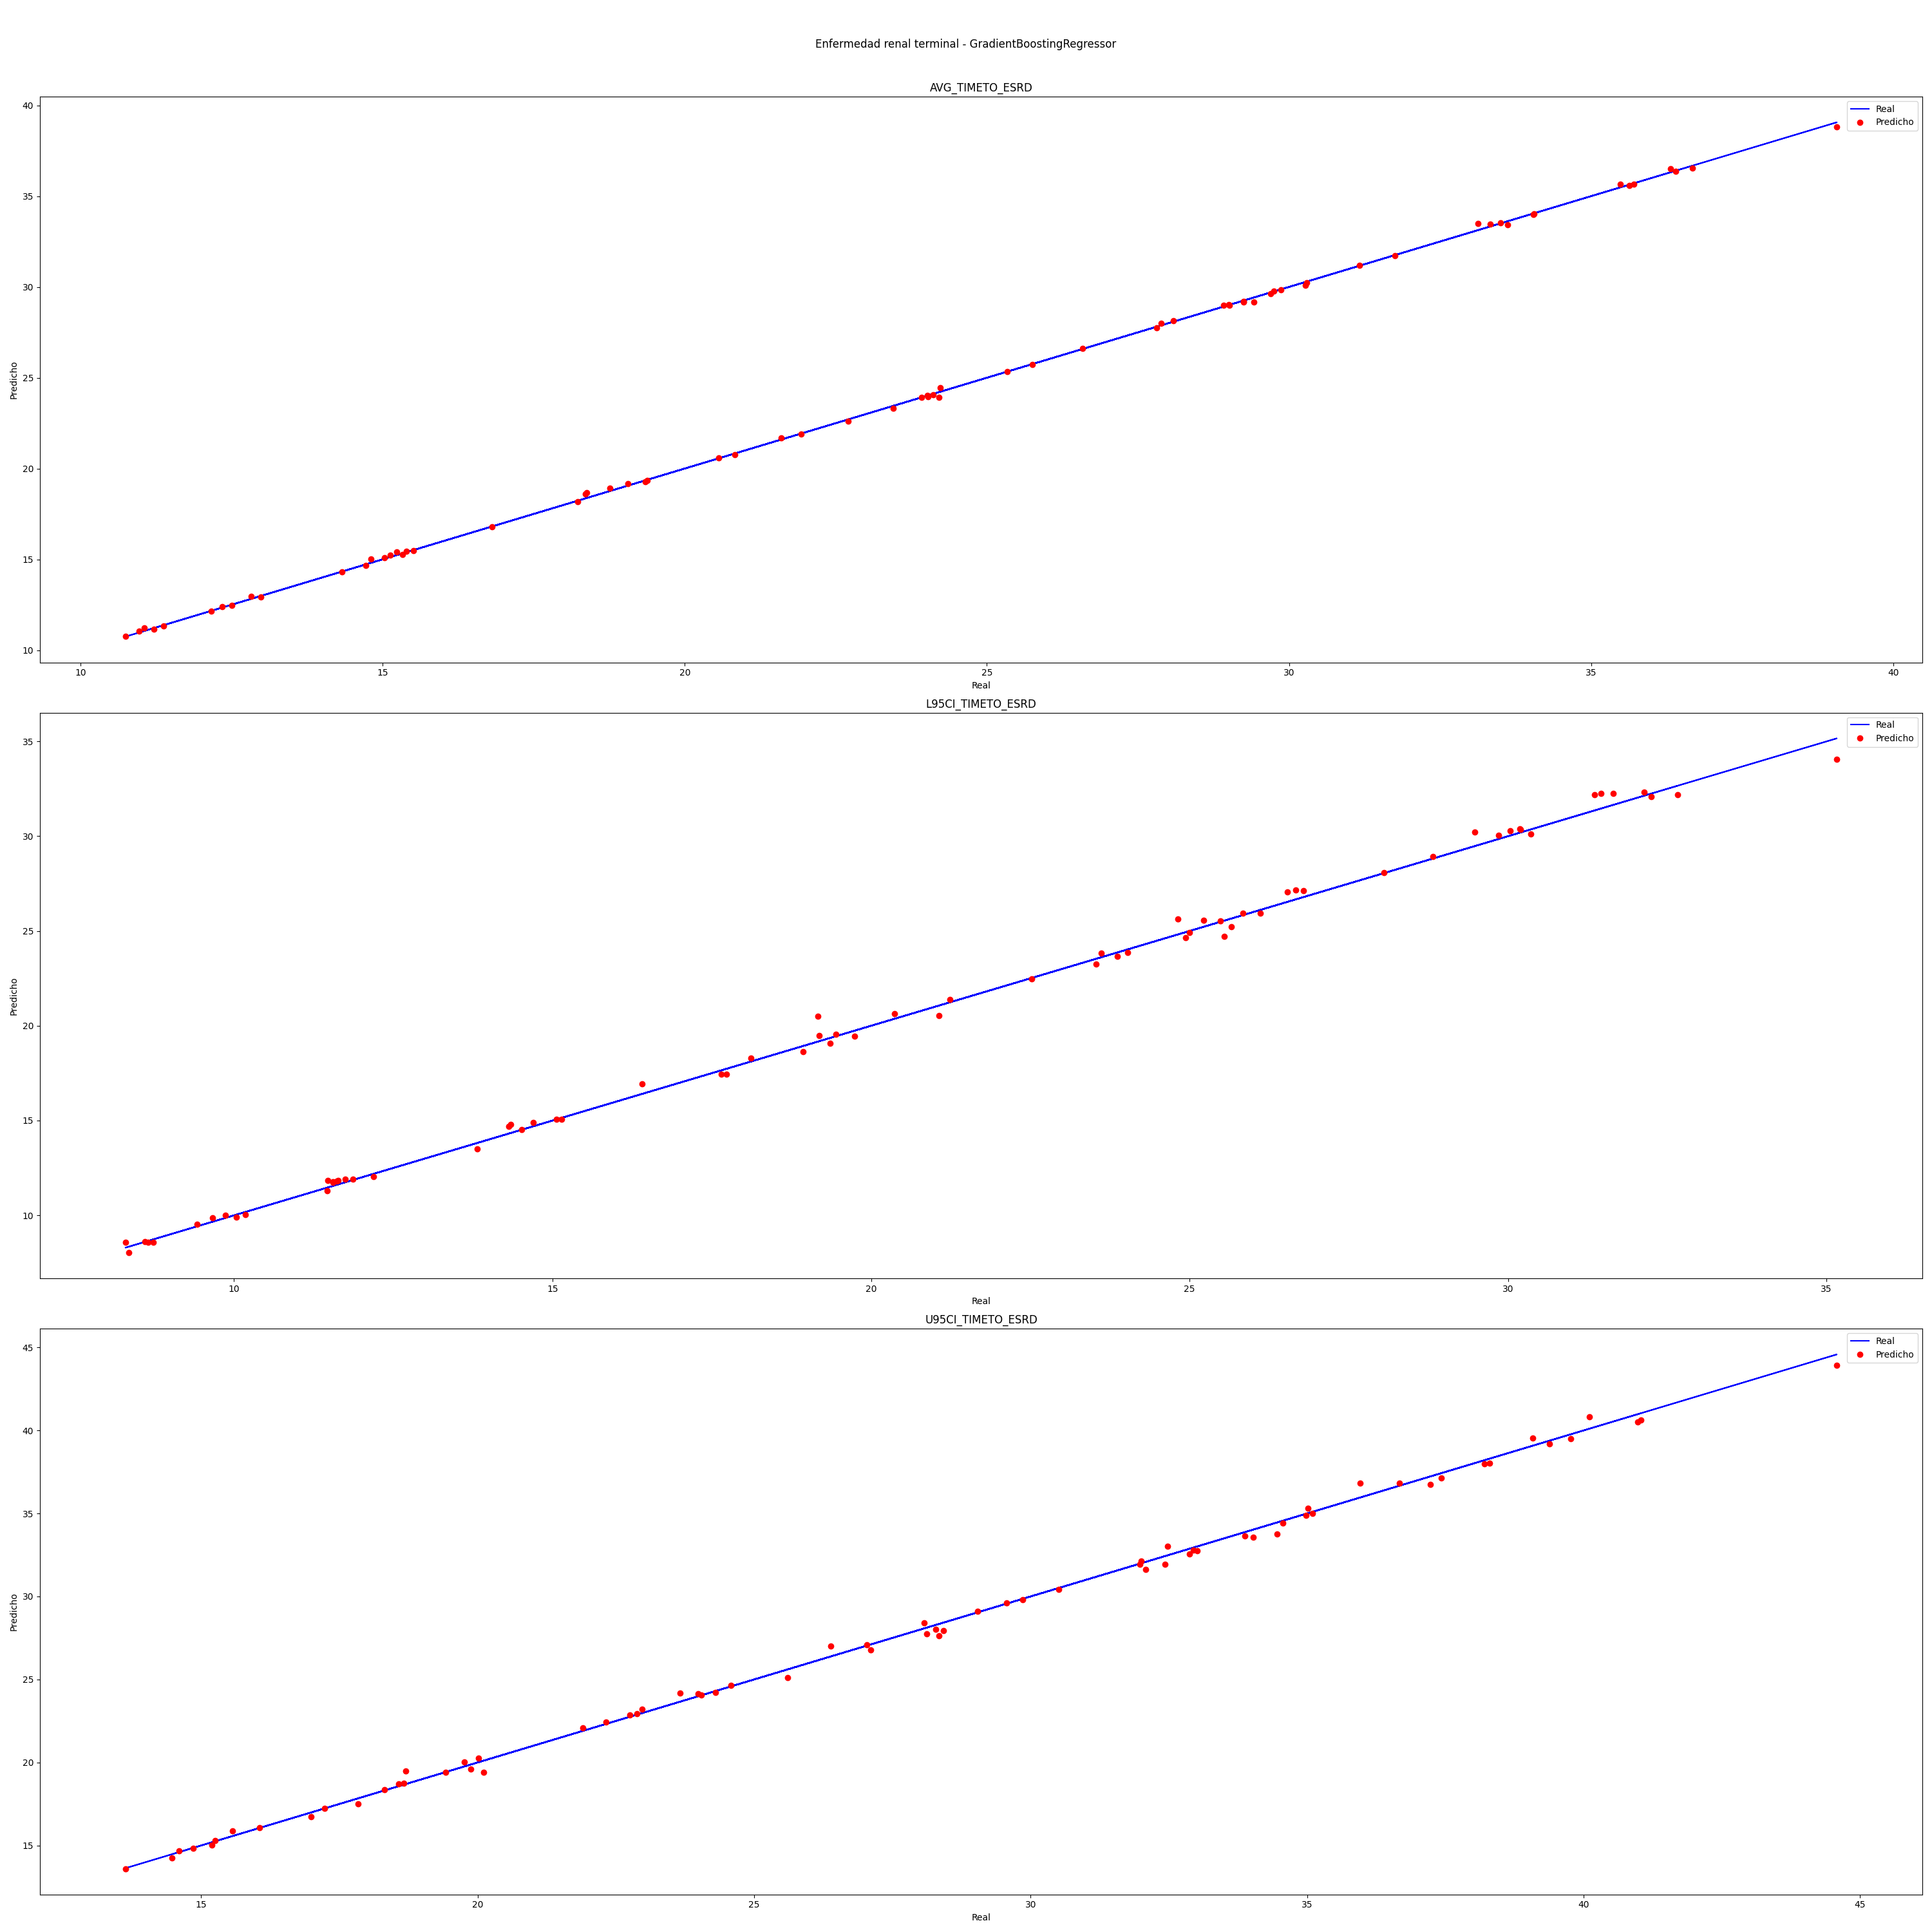 Enfermedad renal terminal - GradientBoostingRegressor
AVG_TIMETO_ESRD
Real
Predicho
40
35
30
25
20
15
10
Predicho
10 15 20 25 30 35 40
Real
L95CI_TIMETO_ESRD
Real
Predicho
35
30
25
20
15
10
Predicho
10 15 20 25 30 35
Real
U95CI_TIMETO_ESRD
Real
Predicho
45
40
35
30
25
20
15
Predicho
15 20 25 30 35 40 45
Real